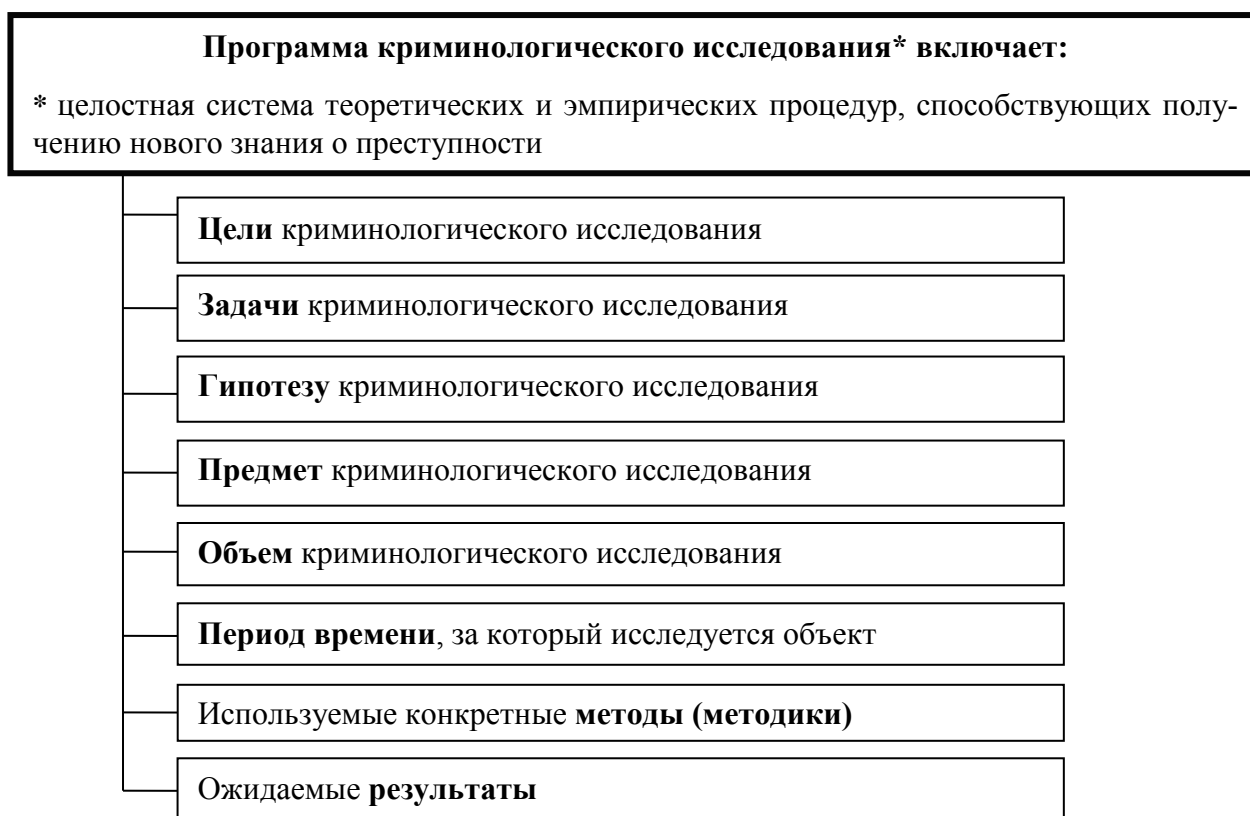 Программа криминологического исследования* включает:
* целостная система теоретических и эмпирических процедур, способствующих полу-
чению нового знания о преступности
Цели криминологического исследования
Задачи криминологического исследования
Гипотезу криминологического исследования
Предмет криминологического исследования
Объем криминологического исследования
Период времени, за который исследуется объект
Используемые конкретные методы (методики)
Ожидаемые результаты